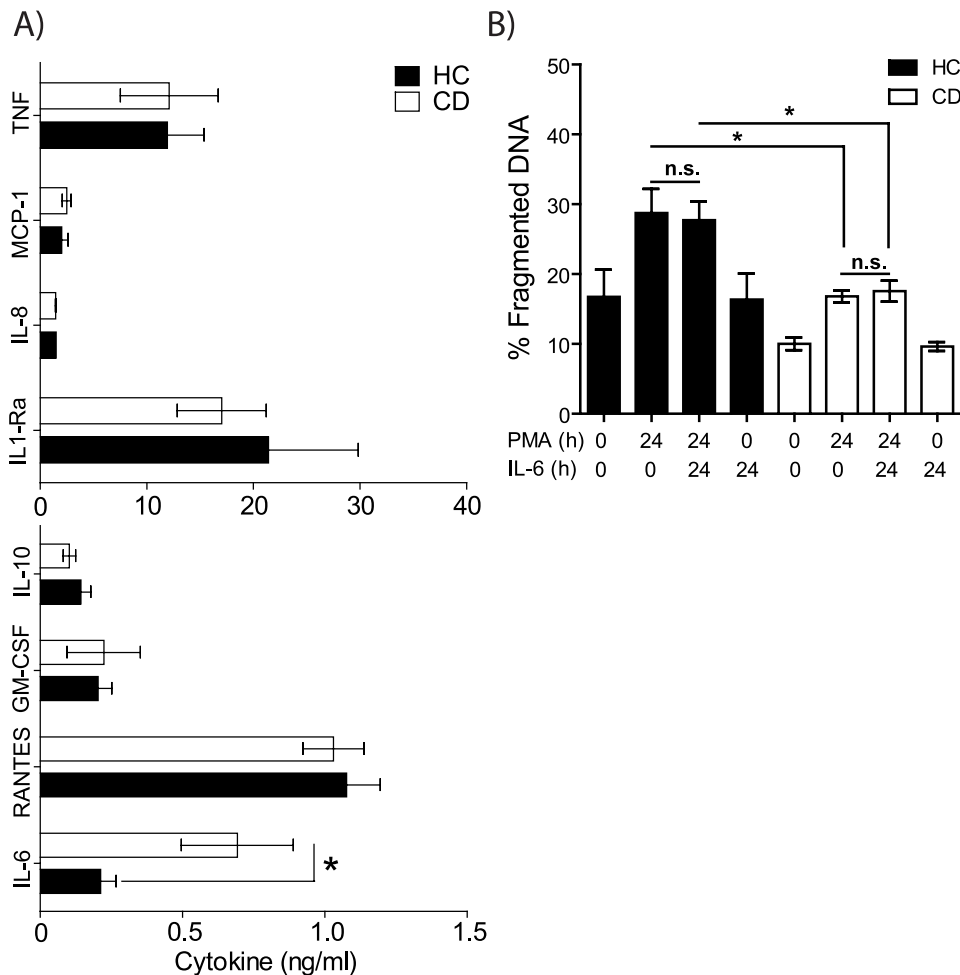 A)
HC
CD
TNF
MCP-1
IL-8
IL1-Ra
0 10 20 30 40
IL-10
GM-CSF
RANTES
IL-6
*
0 0.5 1.0 1.5
Cytokine (ng/ml)
B)
HC
CD
% Fragmented DNA
50
40
30
20
10
0
*
*
n.s.
n.s.
PMA (h) 0 24 24 0 0 24 24 0
IL-6 (h) 0 0 24 24 0 0 24 24